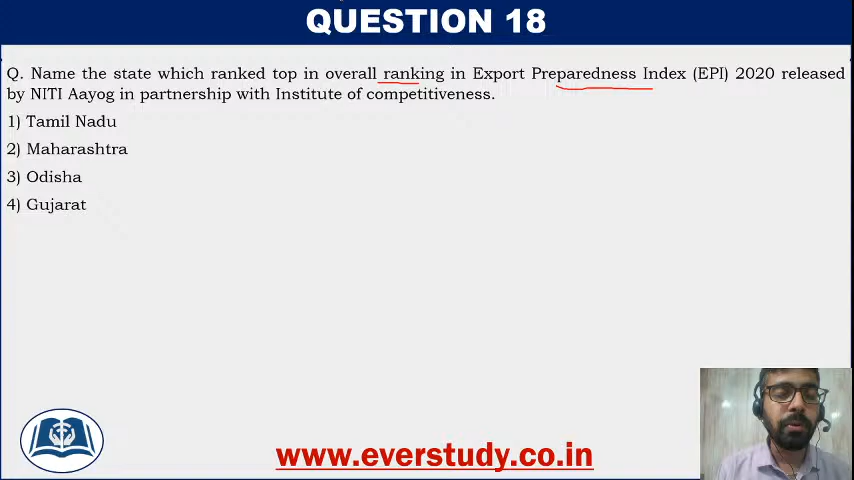 QUESTION 18
Q. Name the state which ranked top in overall ranking in Export Preparedness Index (EPI) 2020 released
by NITI Aayog in partnership with Institute of competitiveness.
1) Tamil Nadu
2) Maharashtra
3) Odisha
4) Gujarat
www.everstudy.co.in